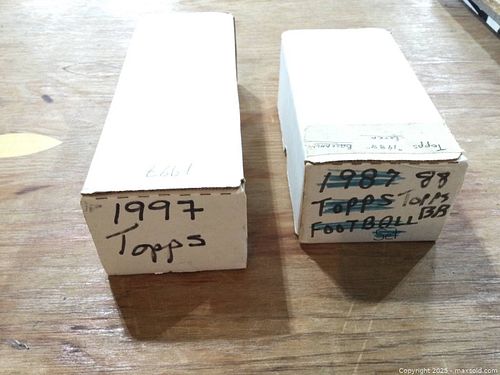 1997
1997
Topps
Topps "1988" Baseball
1987 88
TOPPS TOPPS
FOOTBALL BB
Set
Copyright 2025 - maxsold.com